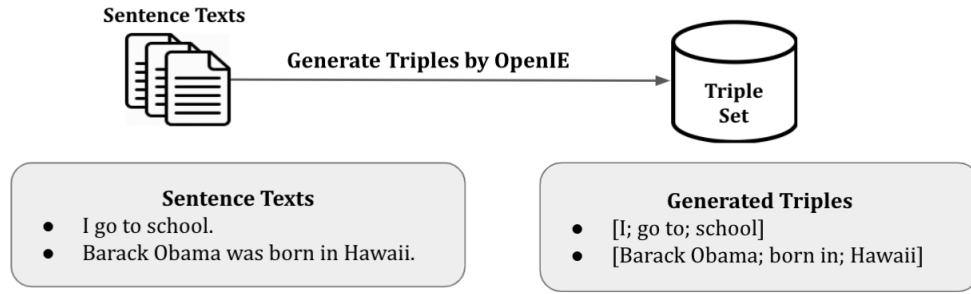 Sentence Texts
Generate Triples by OpenIE
Triple
Set
Sentence Texts
● I go to school.
● Barack Obama was born in Hawaii.
Generated Triples
● [I; go to; school]
● [Barack Obama; born in; Hawaii]